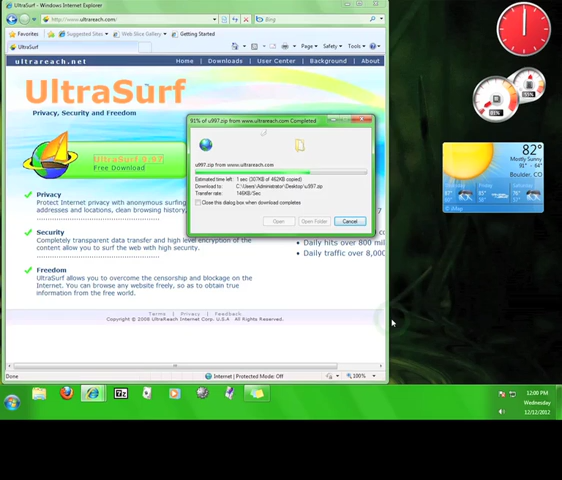 UltraSurf - Windows Internet Explorer
http://www.ultrareach.com/
Bing
Favorites
Suggested Sites
Web Slice Gallery
Getting Started
UltraSurf
Page
Safety
Tools
ultrareach.net
Home | Downloads | User Center | Background | About
UltraSurf
Privacy, Security and Freedom
UltraSurf 9.97
Free Download
Privacy
Protect Internet privacy with anonymous surfing
addresses and locations, clean browsing history,
Security
Completely transparent data transfer and high level encryption of the
content allow you to surf the web with high security.
Freedom
UltraSurf allows you to overcome the censorship and blockage on the
Internet. You can browse any website freely, so as to obtain true
information from the free world.
Daily hits over 800 mil
Daily traffic over 8,000
Terms | Privacy | Feedback
Copyright © 2008 UltraReach Internet Corp. U.S.A All Rights Reserved.
91% of u997.zip from www.ultrareach.com Completed
u997.zip from www.ultrareach.com
Estimated time left: 1 sec (307KB of 462KB copied)
Download to: C:\Users\Administrator\Desktop\u997.zip
Transfer rate: 146KB/Sec
Close this dialog box when download completes
Open
Open Folder
Cancel
Done
Internet | Protected Mode: Off
100%
82°
Mostly Sunny
Boulder, CO
12:00 PM
Wednesday
12/12/2012